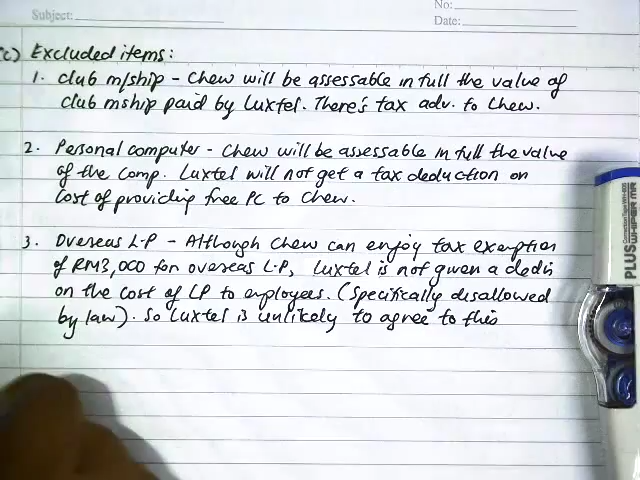 Subject:
No:
Date:
(c) Excluded items:
1. Club m/ship - Chew will be assessable in full the value of
club mship paid by Luxtel. There's tax adv. to Chew.
2. Personal computer - Chew will be assessable in full the value
of the comp. Luxtel will not get a tax deduction on
cost of providing free PC to Chew.
3. Overseas L.P - Although Chew can enjoy tax exemption
of RM3,000 for overseas L.P, Luxtel is not given a dedn
on the cost of LP to employees. (Specifically disallowed
by law). So Luxtel is unlikely to agree to this
PLUS
WHIPER MR
Correction Tape